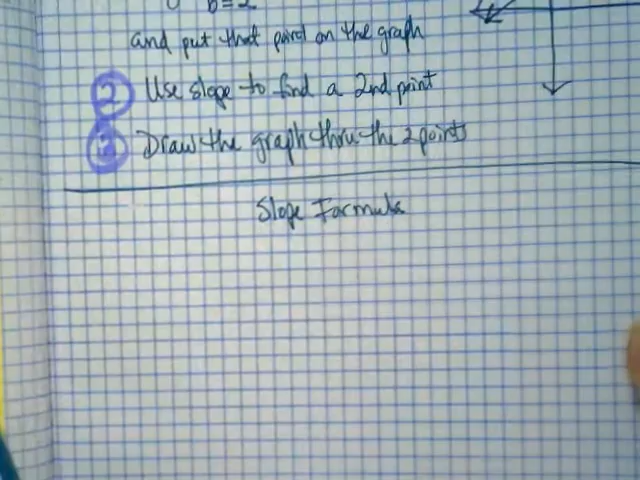 b=2
and put that point on the graph
2 Use slope to find a 2nd point
3 Draw the graph thru the 2 points
Slope Formula